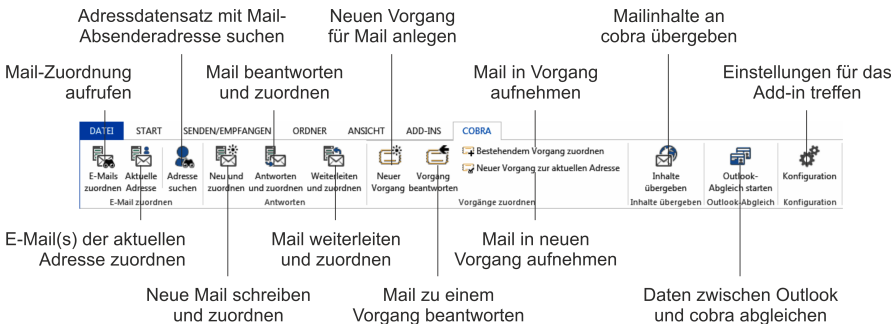 Adressdatensatz mit Mail-
Absenderadresse suchen
Neuen Vorgang
für Mail anlegen
Mailinhalte an
cobra übergeben
Mail-Zuordnung
aufrufen
Mail beantworten
und zuordnen
Mail in Vorgang
aufnehmen
Einstellungen für das
Add-in treffen
DATEI START SENDEN/EMPFANGEN ORDNER ANSICHT ADD-INS COBRA
E-Mails
zuordnen
Aktuelle
Adresse
Adresse
suchen
E-Mail zuordnen
Neu und
zuordnen
Antworten
und zuordnen
Weiterleiten
und zuordnen
Antworten
Neuer
Vorgang
Vorgang
beantworten
Bestehendem Vorgang zuordnen
Neuer Vorgang zur aktuellen Adresse
Vorgänge zuordnen
Inhalte
übergeben
Inhalte übergeben
Outlook-
Abgleich starten
Outlook-Abgleich
Konfiguration
Konfiguration
E-Mail(s) der aktuellen
Adresse zuordnen
Mail weiterleiten
und zuordnen
Mail in neuen
Vorgang aufnehmen
Neue Mail schreiben
und zuordnen
Mail zu einem
Vorgang beantworten
Daten zwischen Outlook
und cobra abgleichen